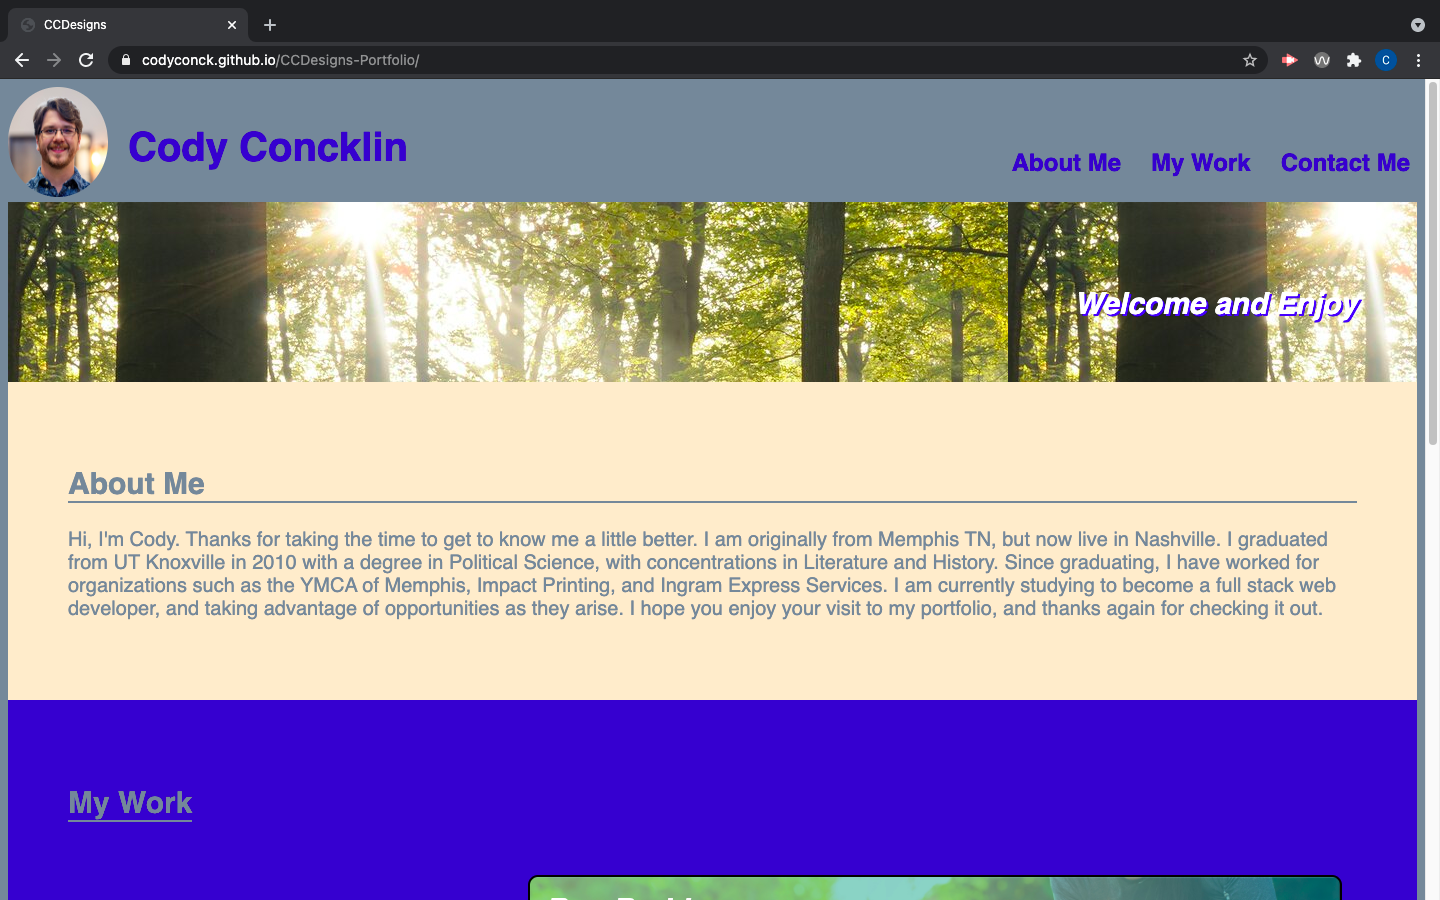 CCDesigns
codyconck.github.io/CCDesigns-Portfolio/
C
Cody Concklin
About Me My Work Contact Me
Welcome and Enjoy
About Me
Hi, I'm Cody. Thanks for taking the time to get to know me a little better. I am originally from Memphis TN, but now live in Nashville. I graduated
from UT Knoxville in 2010 with a degree in Political Science, with concentrations in Literature and History. Since graduating, I have worked for
organizations such as the YMCA of Memphis, Impact Printing, and Ingram Express Services. I am currently studying to become a full stack web
developer, and taking advantage of opportunities as they arise. I hope you enjoy your visit to my portfolio, and thanks again for checking it out.
My Work